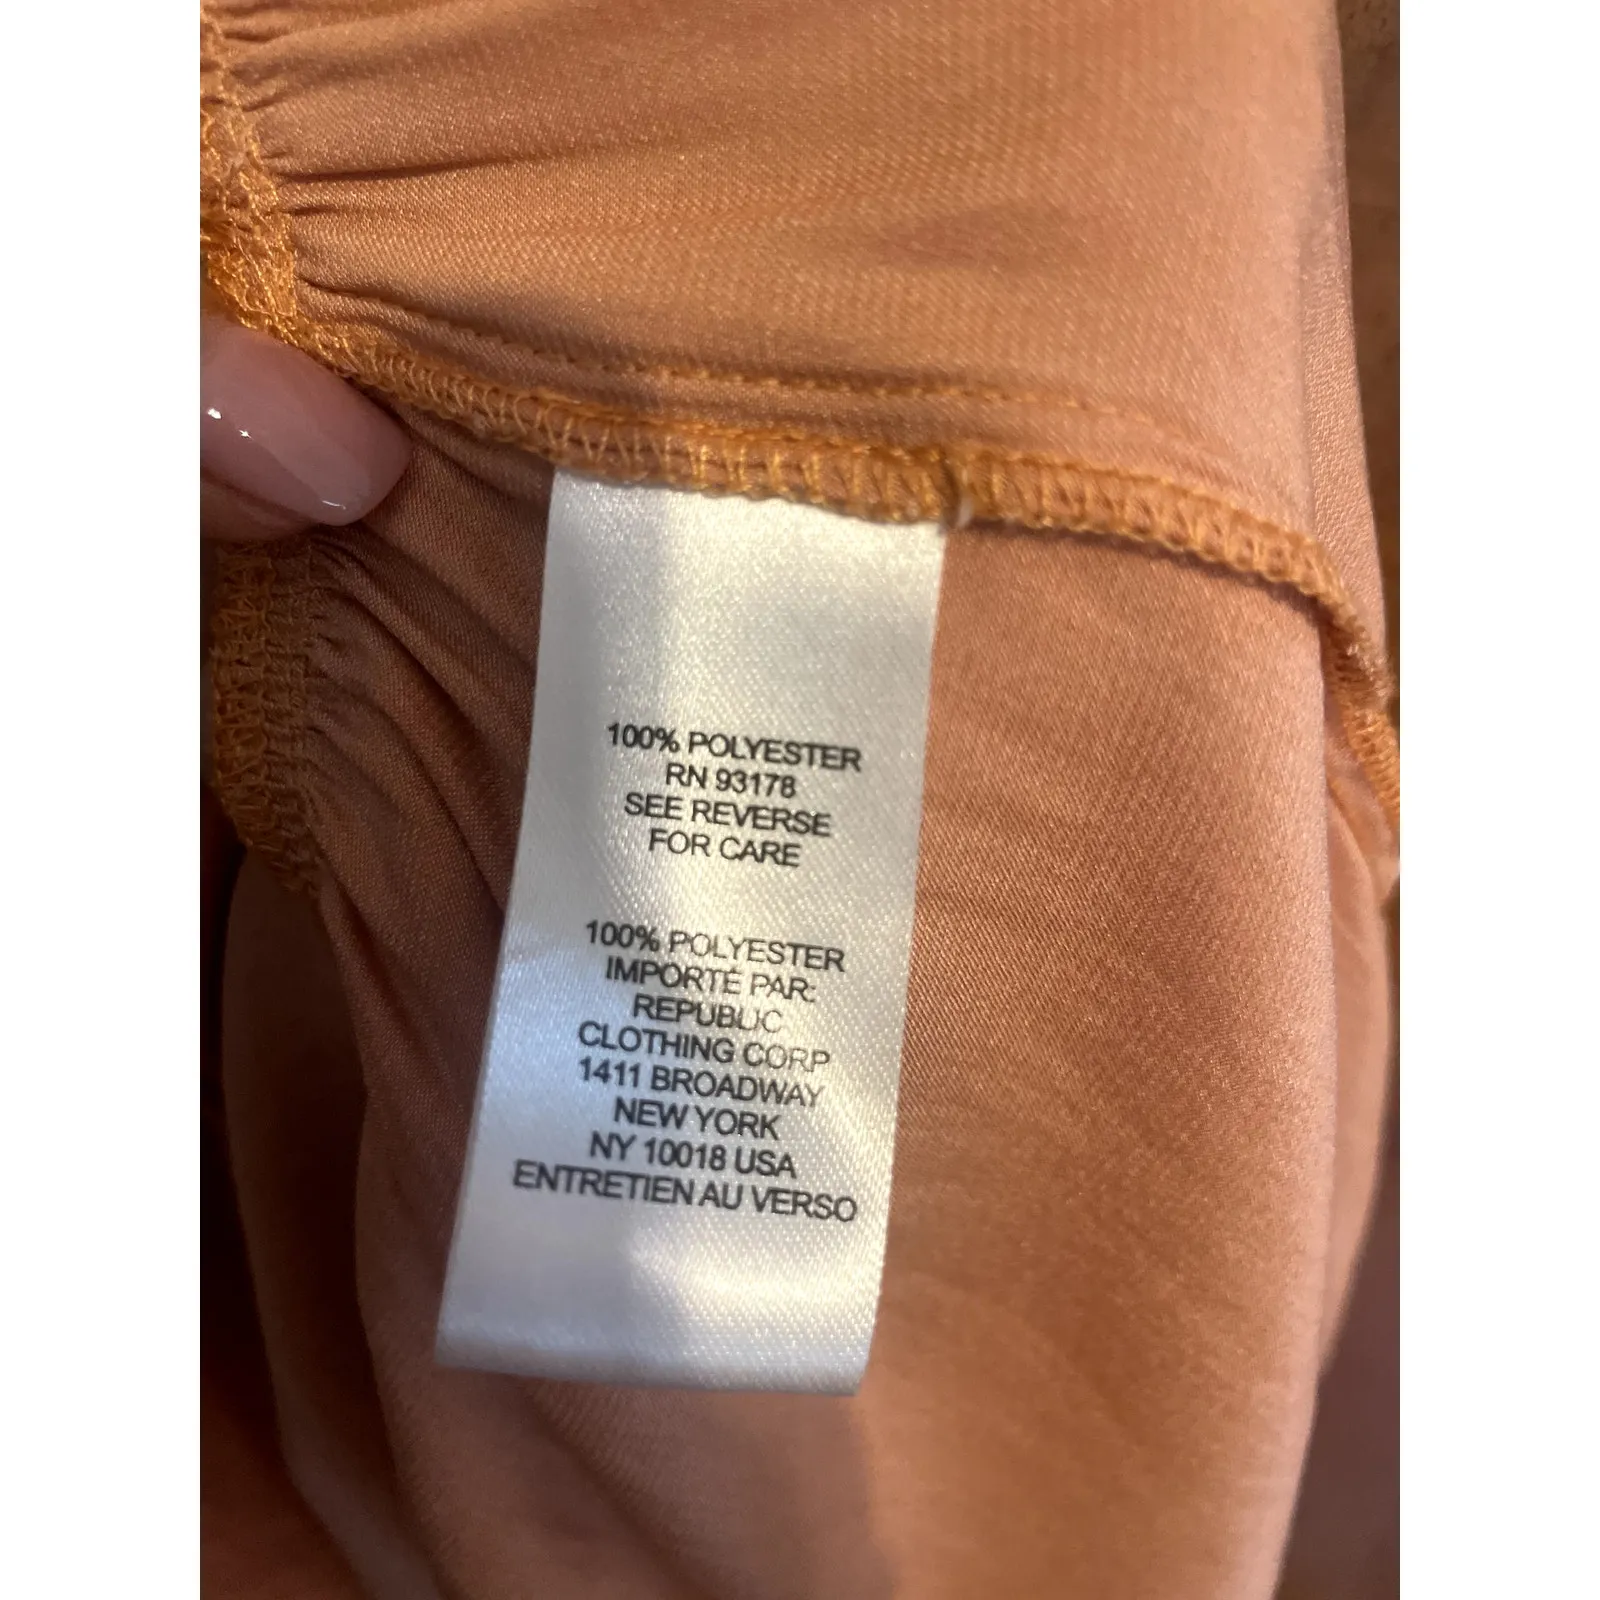 100% POLYESTER
RN 93178
SEE REVERSE
FOR CARE
100% POLYESTER
IMPORTÉ PAR:
REPUBLIC
CLOTHING CORP
1411 BROADWAY
NEW YORK
NY 10018 USA
ENTRETIEN AU VERSO